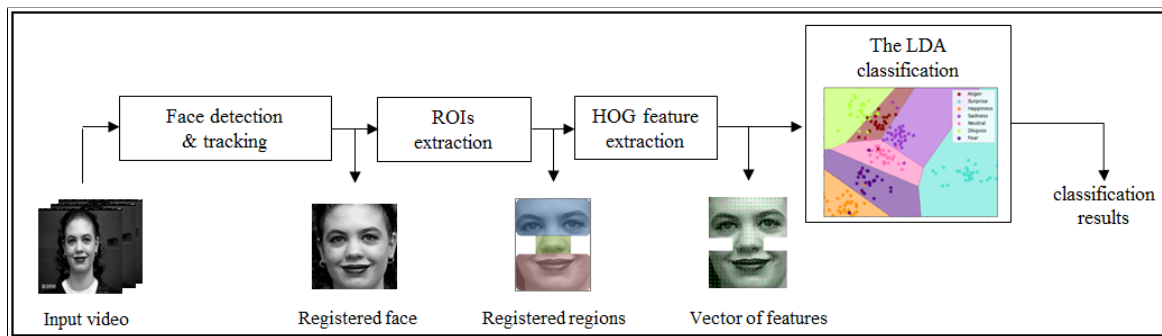 The LDA
classification
Anger
Surprise
Happiness
Sadness
Neutral
Disgust
Fear
Face detection
& tracking
ROIs
extraction
HOG feature
extraction
classification
results
Input video
Registered face
Registered regions
Vector of features